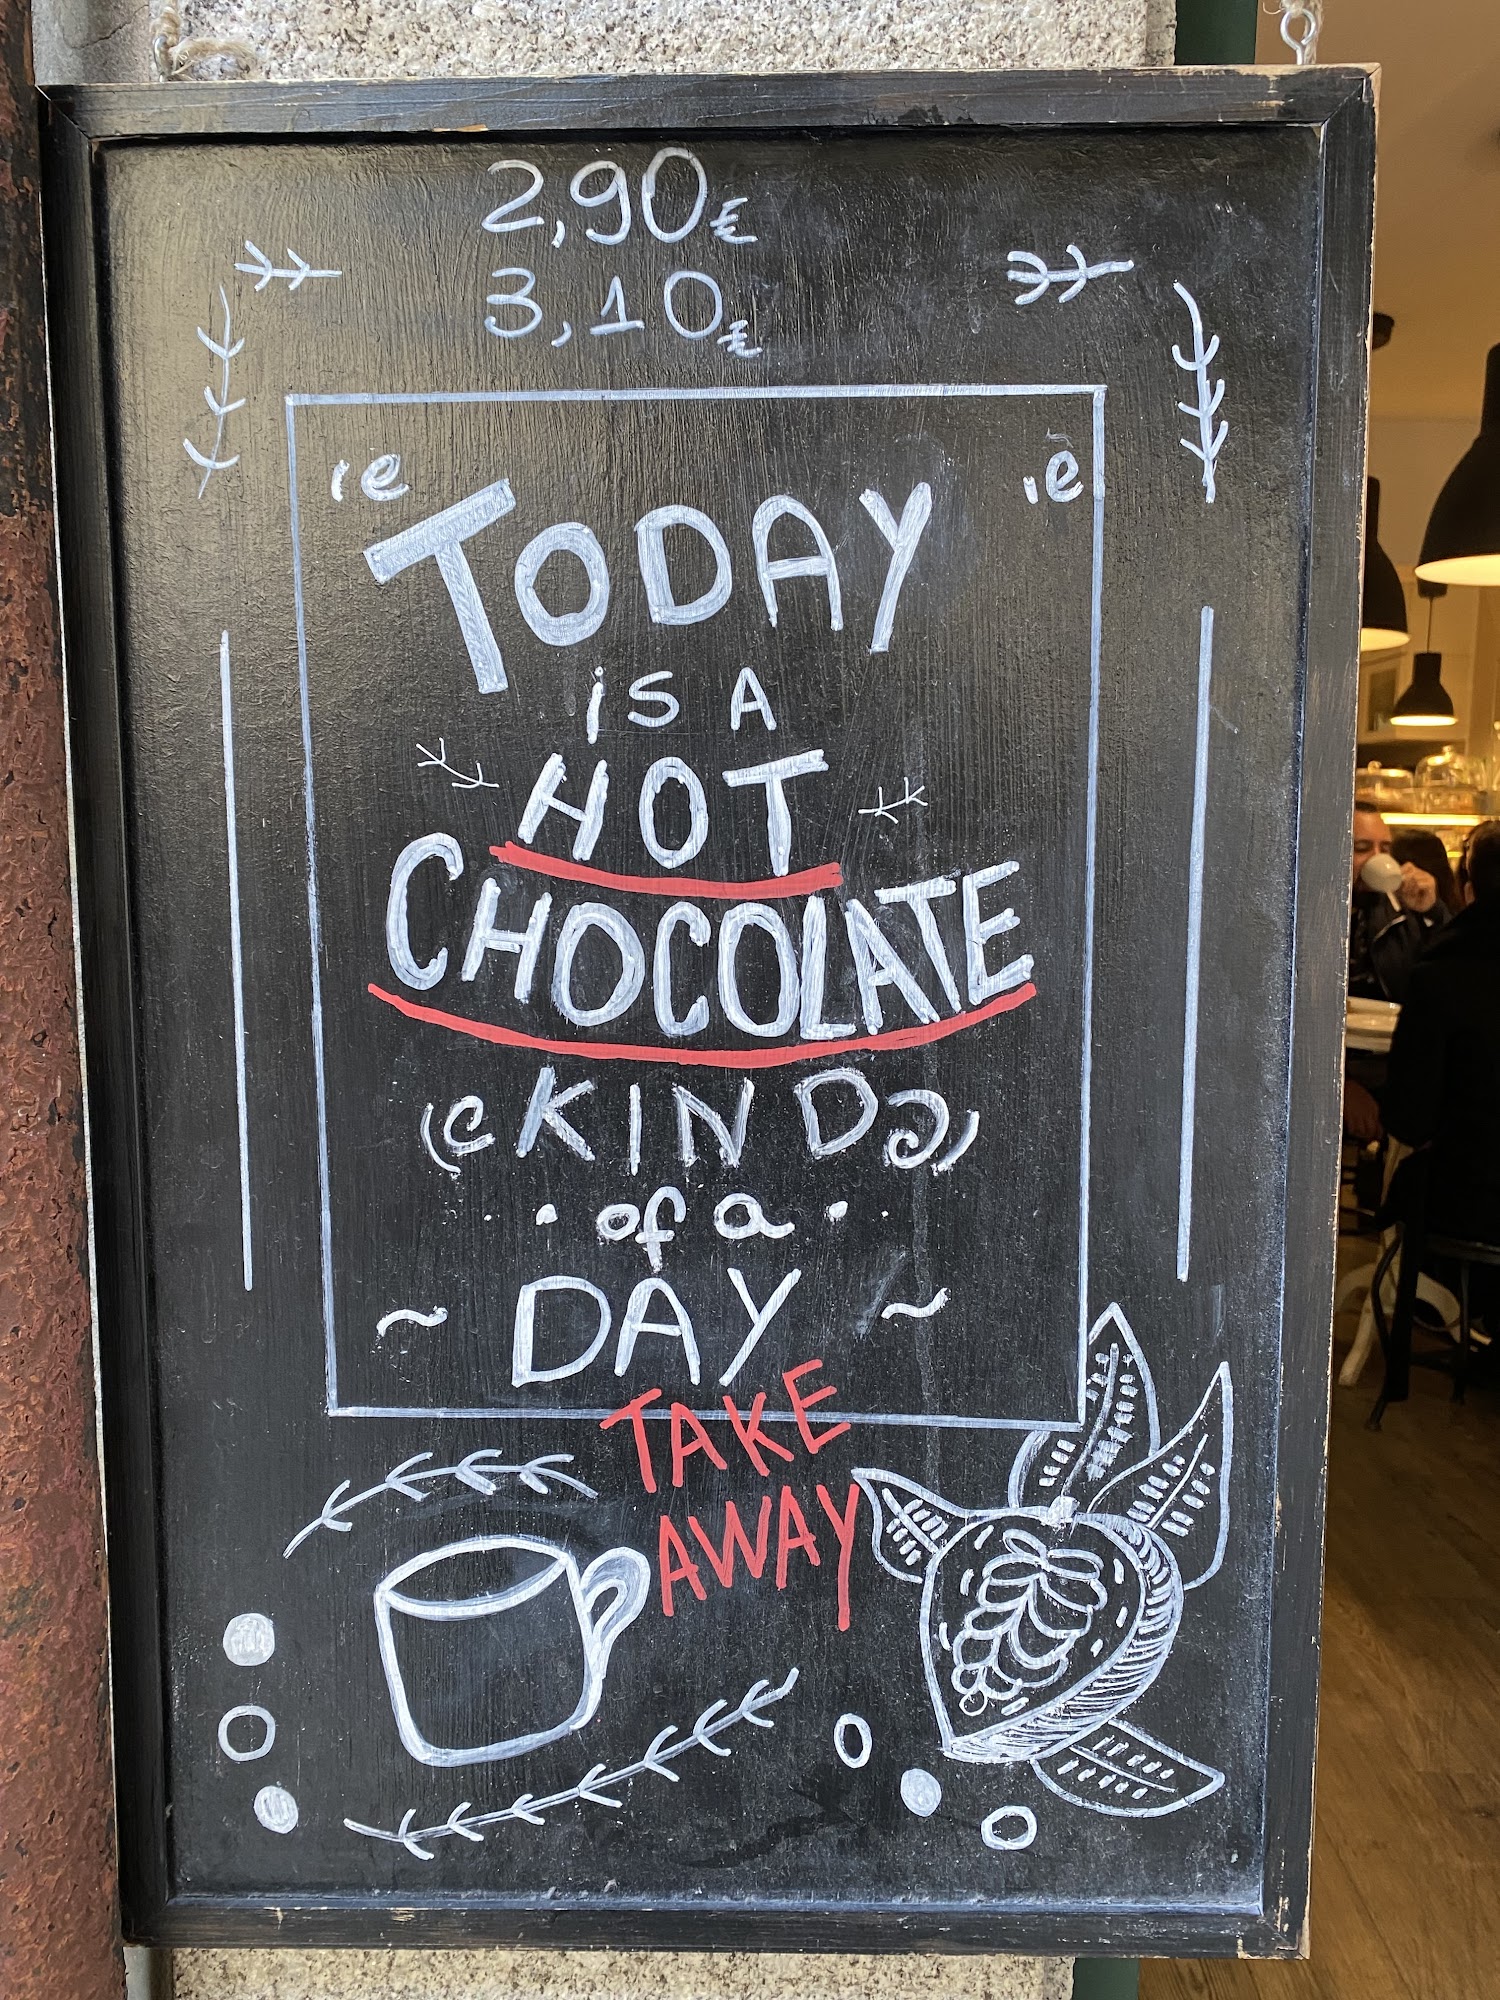 2,90€
3,10€
TODAY
is A
HOT
CHOCOLATE
KIND
of a
DAY
TAKE
AWAY